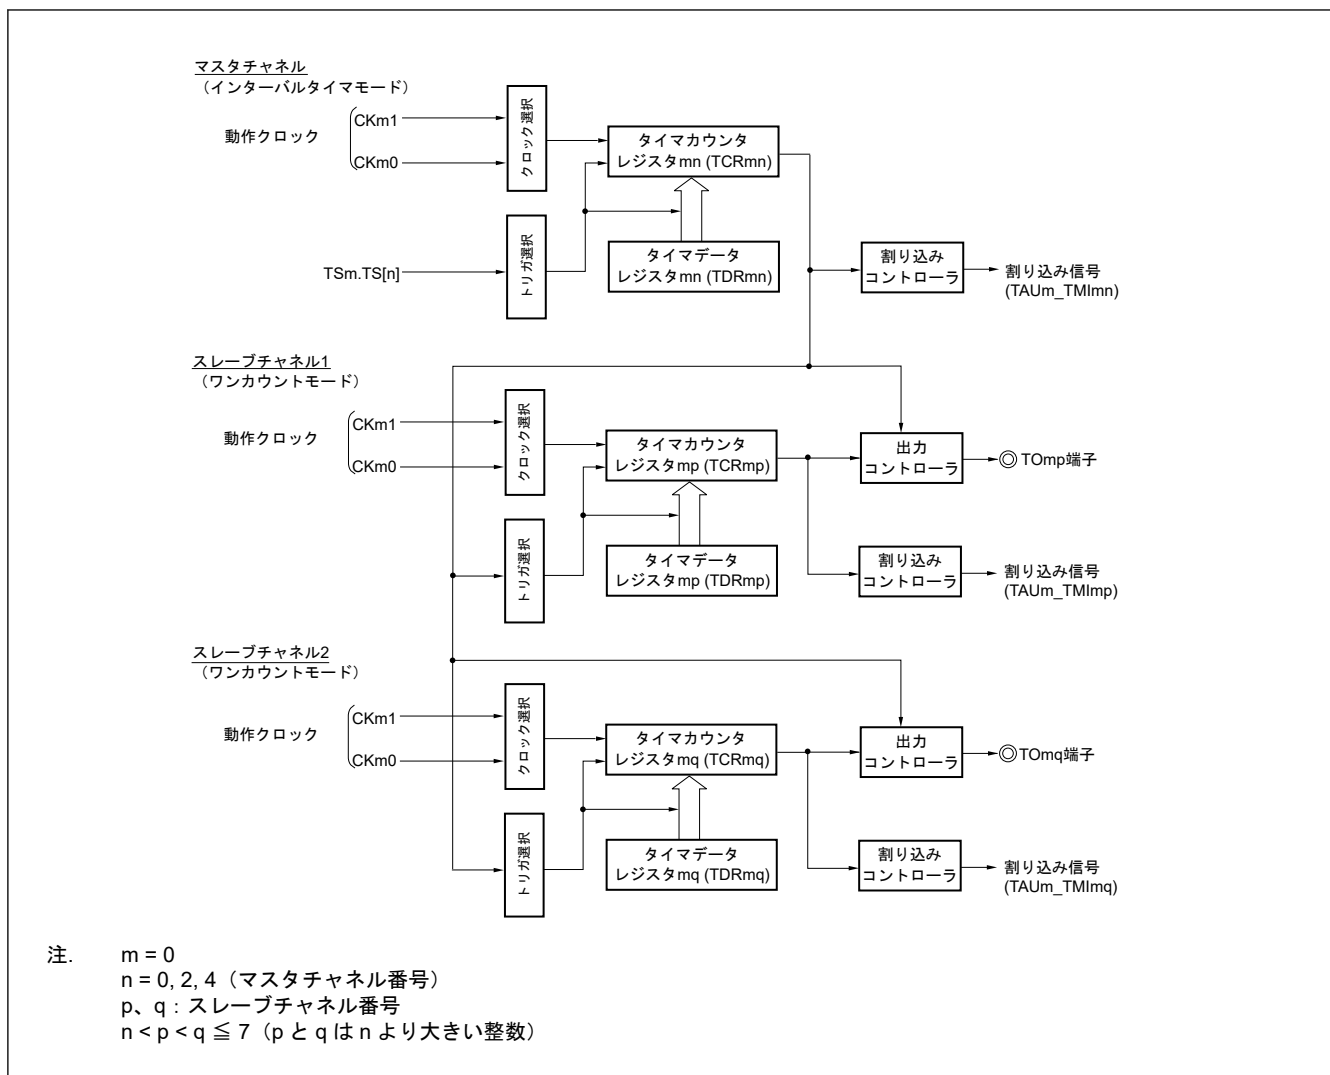 マスタチャネル
（インターバルタイマモード）
動作クロック
CKm1
CKm0
クロック選択
タイマカウンタ
レジスタmn (TCRmn)
TSm.TS[n]
トリガ選択
タイマデータ
レジスタmn (TDRmn)
割り込み
コントローラ
割り込み信号
(TAUm_TMImn)
スレーブチャネル1
（ワンカウントモード）
動作クロック
CKm1
CKm0
クロック選択
タイマカウンタ
レジスタmp (TCRmp)
出力
コントローラ
TOmp端子
トリガ選択
タイマデータ
レジスタmp (TDRmp)
割り込み
コントローラ
割り込み信号
(TAUm_TMImp)
スレーブチャネル2
（ワンカウントモード）
動作クロック
CKm1
CKm0
クロック選択
タイマカウンタ
レジスタmq (TCRmq)
出力
コントローラ
TOmq端子
トリガ選択
タイマデータ
レジスタmq (TDRmq)
割り込み
コントローラ
割り込み信号
(TAUm_TMImq)
注. m = 0
n = 0, 2, 4（マスタチャネル番号）
p、q：スレーブチャネル番号
n < p < q ≦ 7（p と q は n より大きい整数）